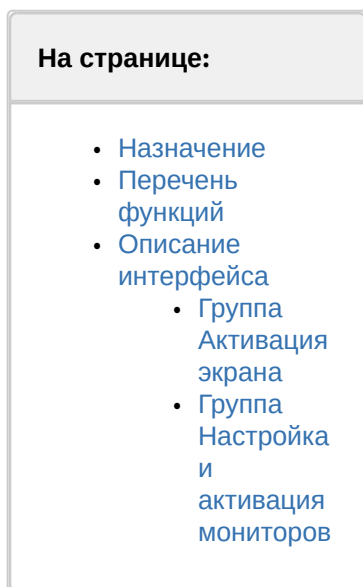 На странице:
• Назначение
• Перечень
функций
• Описание
интерфейса
• Группа
Активация
экрана
• Группа
Настройка
и
активация
мониторов